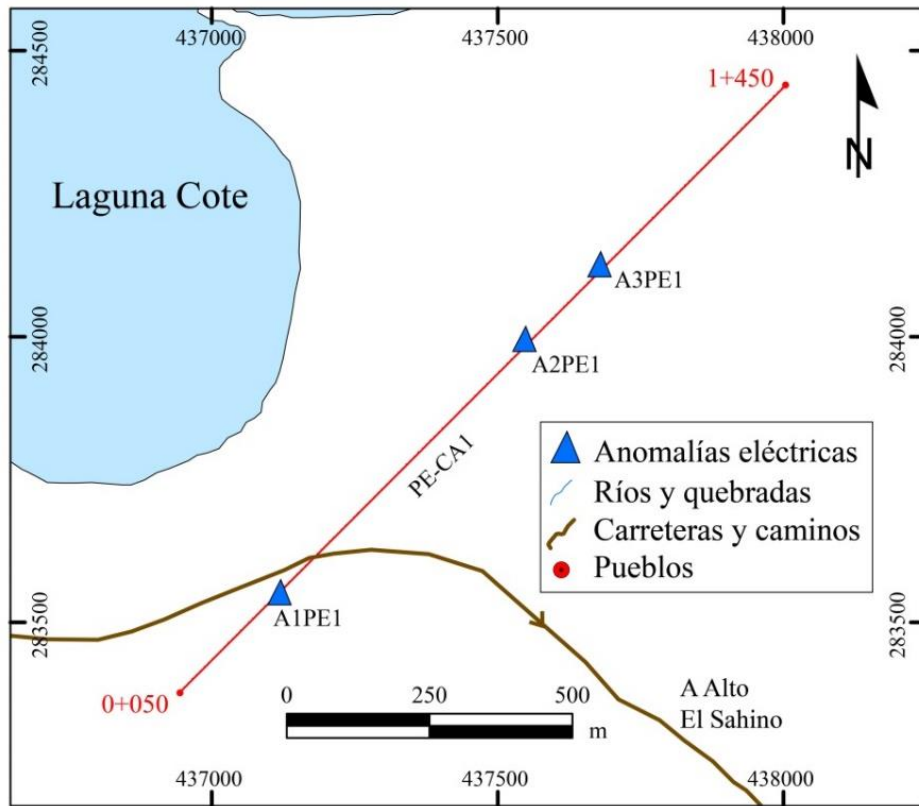 437000
437500
438000
284500
1+450
N
Laguna Cote
A3PE1
284000
284000
A2PE1
PE-CA1
Anomalías eléctricas
Ríos y quebradas
Carreteras y caminos
Pueblos
283500
283500
A1PE1
0+050
0
250
500
m
A Alto
El Sahino
437000
437500
438000